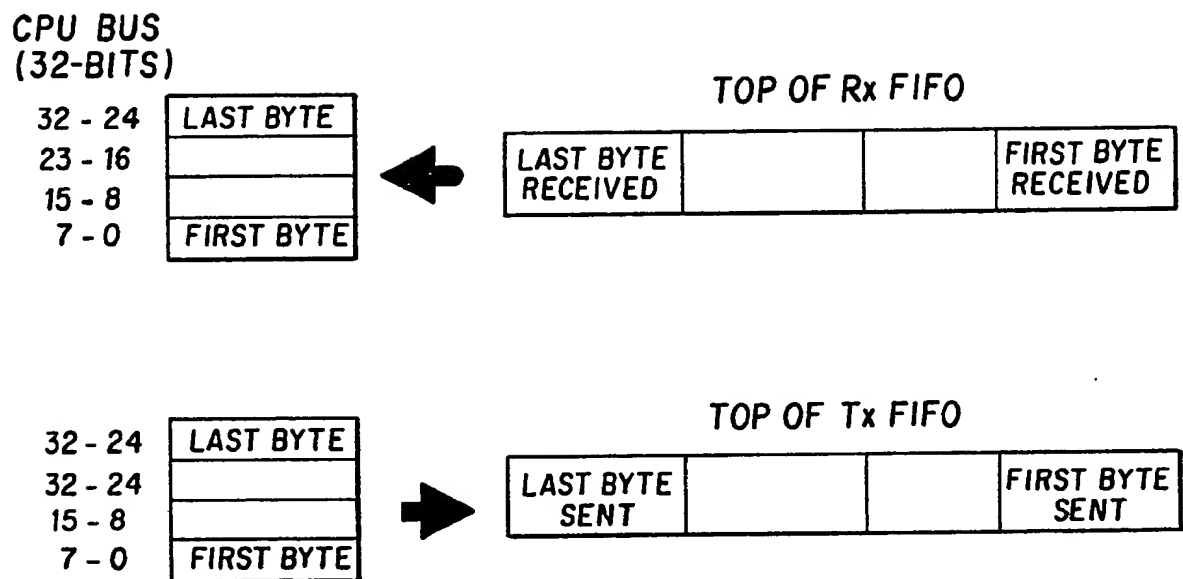 CPU BUS
(32-BITS)
TOP OF Rx FIFO
32 - 24 LAST BYTE
23 - 16
15 - 8
7 - 0 FIRST BYTE
LAST BYTE
RECEIVED
FIRST BYTE
RECEIVED
TOP OF Tx FIFO
32 - 24 LAST BYTE
32 - 24
15 - 8
7 - 0 FIRST BYTE
LAST BYTE
SENT
FIRST BYTE
SENT